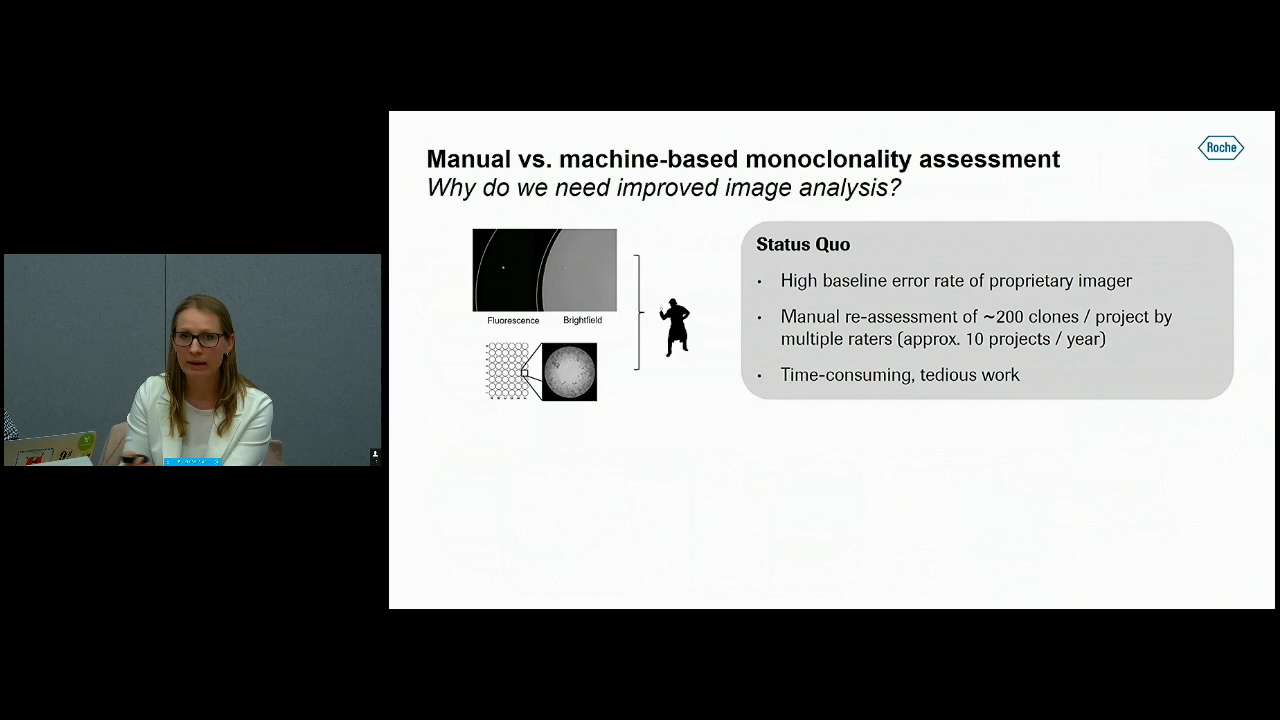 Manual vs. machine-based monoclonality assessment
Why do we need improved image analysis?
Roche
Fluorescence
Brightfield
Status Quo
• High baseline error rate of proprietary imager
• Manual re-assessment of ~200 clones / project by
multiple raters (approx. 10 projects / year)
• Time-consuming, tedious work